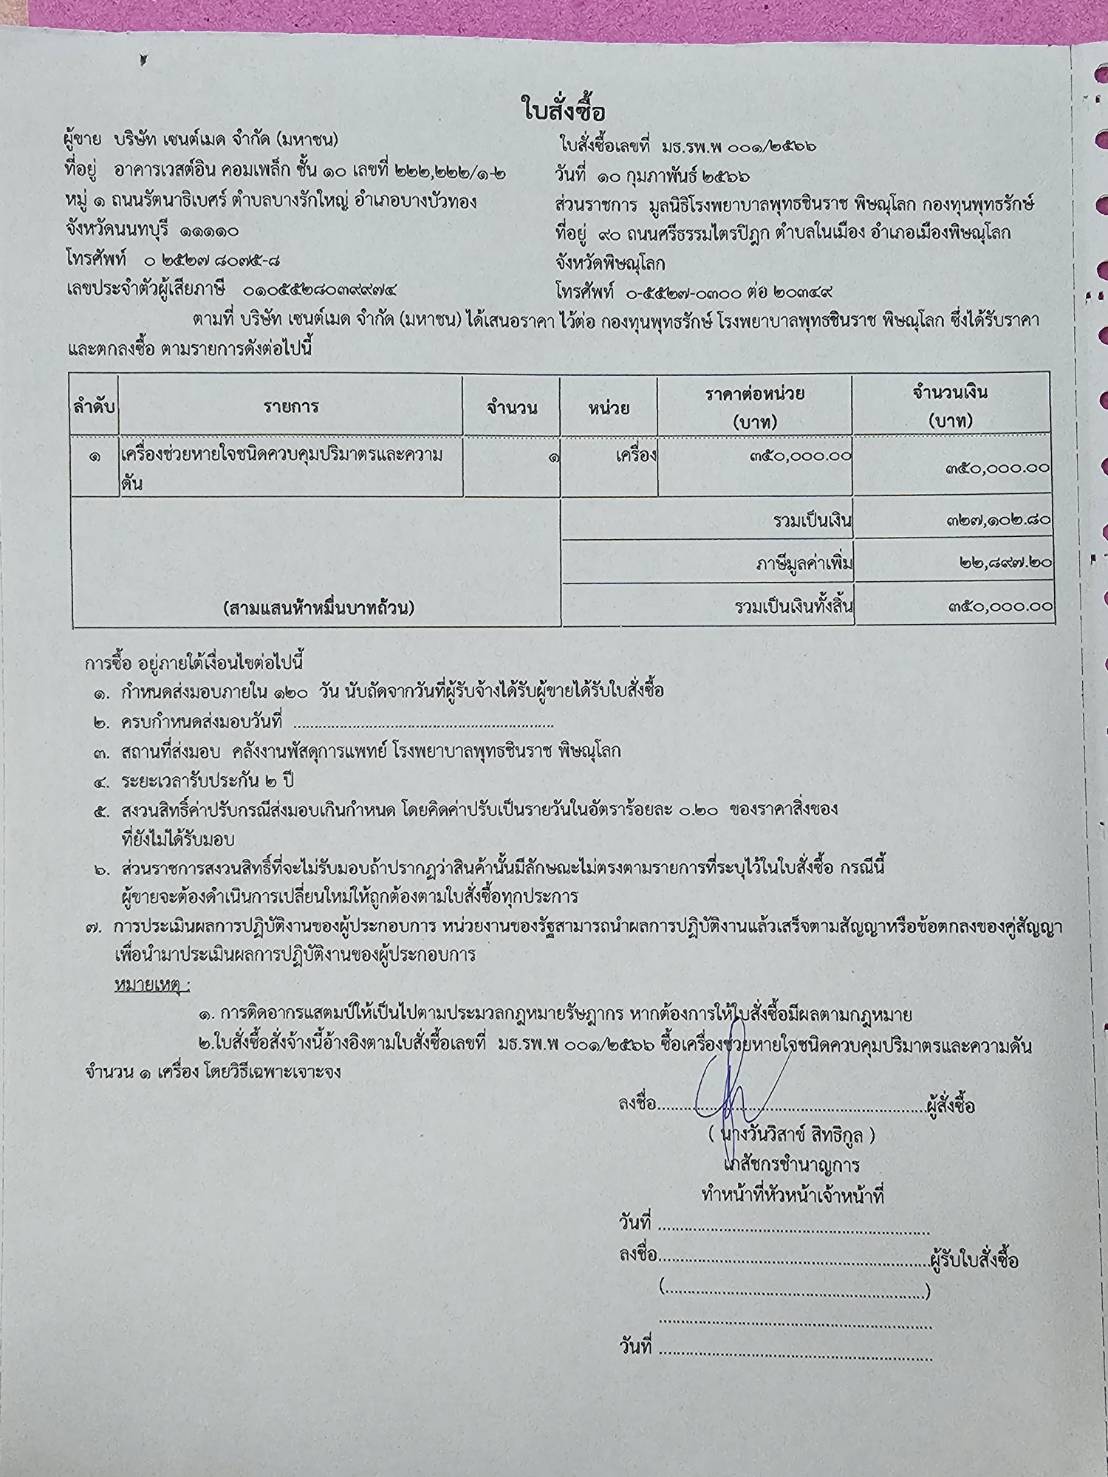 ใบสั่งซื้อ
ผู้ขาย บริษัท เซนต์เมด จำกัด (มหาชน)
ที่อยู่ อาคารเวสต์อิน คอมเพล็ก ชั้น ๑๐ เลขที่ ๒๒๒,๒๒๒/๑-๒
หมู่ ๑ ถนนรัตนาธิเบศร์ ตำบลบางรักใหญ่ อำเภอบางบัวทอง
จังหวัดนนทบุรี ๑๑๑๑๐
โทรศัพท์ ๐ ๒๕๒๗ ๘๐๗๕-๘
เลขประจำตัวผู้เสียภาษี ๐๑๐๕๕๒๘๐๓๙๙๗๔
ใบสั่งซื้อเลขที่ มธ.รพ.พ ๐๐๑/๒๕๖๖
วันที่ ๑๐ กุมภาพันธ์ ๒๕๖๖
ส่วนราชการ มูลนิธิโรงพยาบาลพุทธชินราช พิษณุโลก กองทุนพุทธรักษ์
ที่อยู่ ๙๐ ถนนศรีธรรมไตรปิฎก ตำบลในเมือง อำเภอเมืองพิษณุโลก
จังหวัดพิษณุโลก
โทรศัพท์ ๐-๕๕๒๗-๐๓๐๐ ต่อ ๒๐๓๔๙
ตามที่ บริษัท เซนต์เมด จำกัด (มหาชน) ได้เสนอราคา ไว้ต่อ กองทุนพุทธรักษ์ โรงพยาบาลพุทธชินราช พิษณุโลก ซึ่งได้รับราคา
และตกลงซื้อ ตามรายการดังต่อไปนี้
ลำดับ รายการ จำนวน หน่วย ราคาต่อหน่วย (บาท) จำนวนเงิน (บาท)
๑ เครื่องช่วยหายใจชนิดควบคุมปริมาตรและความ ๑ เครื่อง ๓๕๐,๐๐๐.๐๐ ๓๕๐,๐๐๐.๐๐
ดัน
รวมเป็นเงิน ๓๒๗,๑๐๒.๘๐
ภาษีมูลค่าเพิ่ม ๒๒,๘๙๗.๒๐
(สามแสนห้าหมื่นบาทถ้วน) รวมเป็นเงินทั้งสิ้น ๓๕๐,๐๐๐.๐๐
การซื้อ อยู่ภายใต้เงื่อนไขต่อไปนี้
๑. กำหนดส่งมอบภายใน ๑๒๐ วัน นับถัดจากวันที่ผู้รับจ้างได้รับผู้ขายได้รับใบสั่งซื้อ
๒. ครบกำหนดส่งมอบวันที่ ..............................................................
๓. สถานที่ส่งมอบ คลังงานพัสดุการแพทย์ โรงพยาบาลพุทธชินราช พิษณุโลก
๔. ระยะเวลารับประกัน ๒ ปี
๕. สงวนสิทธิ์ค่าปรับกรณีส่งมอบเกินกำหนด โดยคิดค่าปรับเป็นรายวันในอัตราร้อยละ ๐.๒๐ ของราคาสิ่งของ
ที่ยังไม่ได้รับมอบ
๖. ส่วนราชการสงวนสิทธิ์ที่จะไม่รับมอบถ้าปรากฏว่าสินค้านั้นมีลักษณะไม่ตรงตามรายการที่ระบุไว้ในใบสั่งซื้อ กรณีนี้
ผู้ขายจะต้องดำเนินการเปลี่ยนใหม่ให้ถูกต้องตามใบสั่งซื้อทุกประการ
๗. การประเมินผลการปฏิบัติงานของผู้ประกอบการ หน่วยงานของรัฐสามารถนำผลการปฏิบัติงานแล้วเสร็จตามสัญญาหรือข้อตกลงของคู่สัญญา
เพื่อนำมาประเมินผลการปฏิบัติงานของผู้ประกอบการ
หมายเหตุ :
๑. การติดอากรแสตมป์ให้เป็นไปตามประมวลกฎหมายรัษฎากร หากต้องการให้ใบสั่งซื้อมีผลตามกฎหมาย
๒.ใบสั่งซื้อสั่งจ้างนี้อ้างอิงตามใบสั่งซื้อเลขที่ มธ.รพ.พ ๐๐๑/๒๕๖๖ ซื้อเครื่องช่วยหายใจชนิดควบคุมปริมาตรและความดัน
จำนวน ๑ เครื่อง โดยวิธีเฉพาะเจาะจง
ลงชื่อ................................................................ผู้สั่งซื้อ
( นางวันวิสาข์ สิทธิกูล )
เภสัชกรชำนาญการ
ทำหน้าที่หัวหน้าเจ้าหน้าที่
วันที่ ................................................................
ลงชื่อ................................................................ผู้รับใบสั่งซื้อ
(.............................................................)
................................................................
วันที่ ................................................................